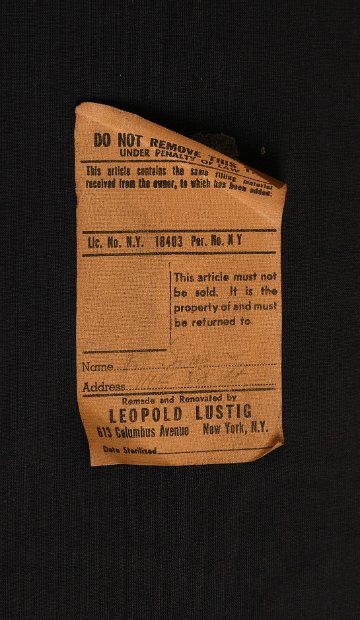 DO NOT REMOVE THIS
UNDER PENALTY OF LAW
This article contains the same filling material
received from the owner, to which has been added:
Lic. No. N.Y. 18403 Per. No. N Y
This article must not
be sold. It is the
property of and must
be returned to
Name
Address
Remade and Renovated by
LEOPOLD LUSTIG
613 Columbus Avenue New York, N.Y.
Date Sterilized